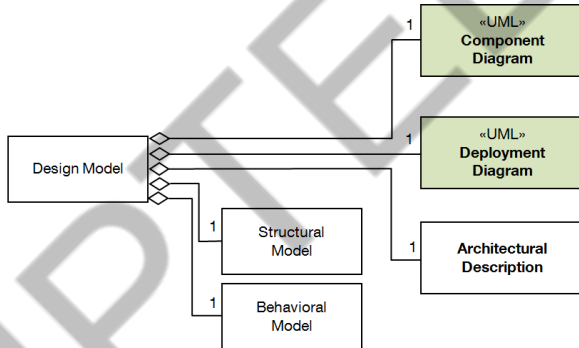 1
«UML»
Component
Diagram
1
«UML»
Deployment
Diagram
Design Model
1
Structural
Model
1
Architectural
Description
1
Behavioral
Model